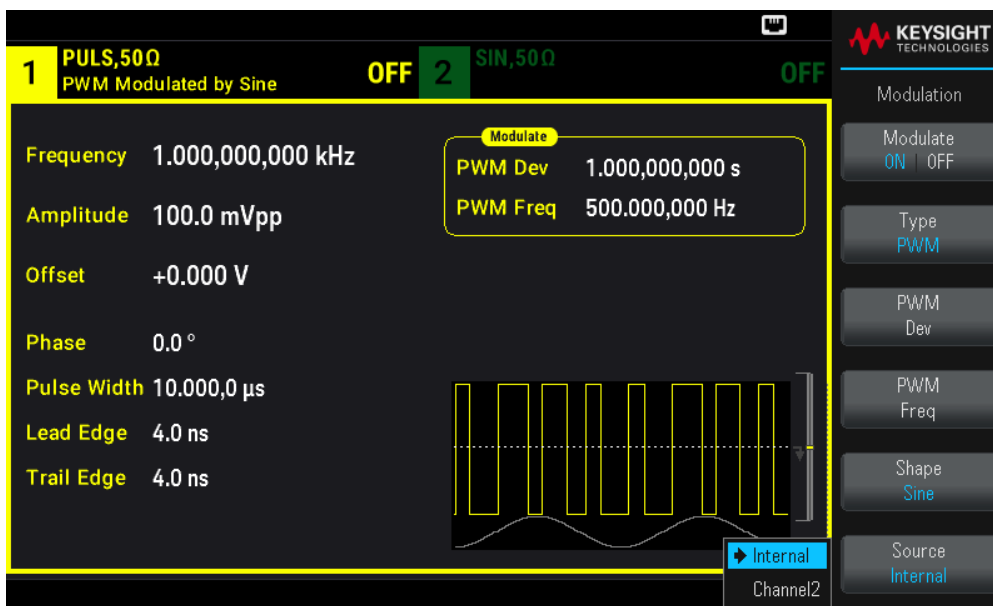 KEYSIGHT
TECHNOLOGIES
1 PULS,50Ω OFF
PWM Modulated by Sine
2 SIN,50Ω OFF
Frequency 1.000,000,000 kHz
Amplitude 100.0 mVpp
Offset +0.000 V
Phase 0.0 °
Pulse Width 10.000,0 µs
Lead Edge 4.0 ns
Trail Edge 4.0 ns
Modulate
PWM Dev 1.000,000,000 s
PWM Freq 500.000,000 Hz
Internal
Channel2
Modulation
Modulate
ON | OFF
Type
PWM
PWM
Dev
PWM
Freq
Shape
Sine
Source
Internal